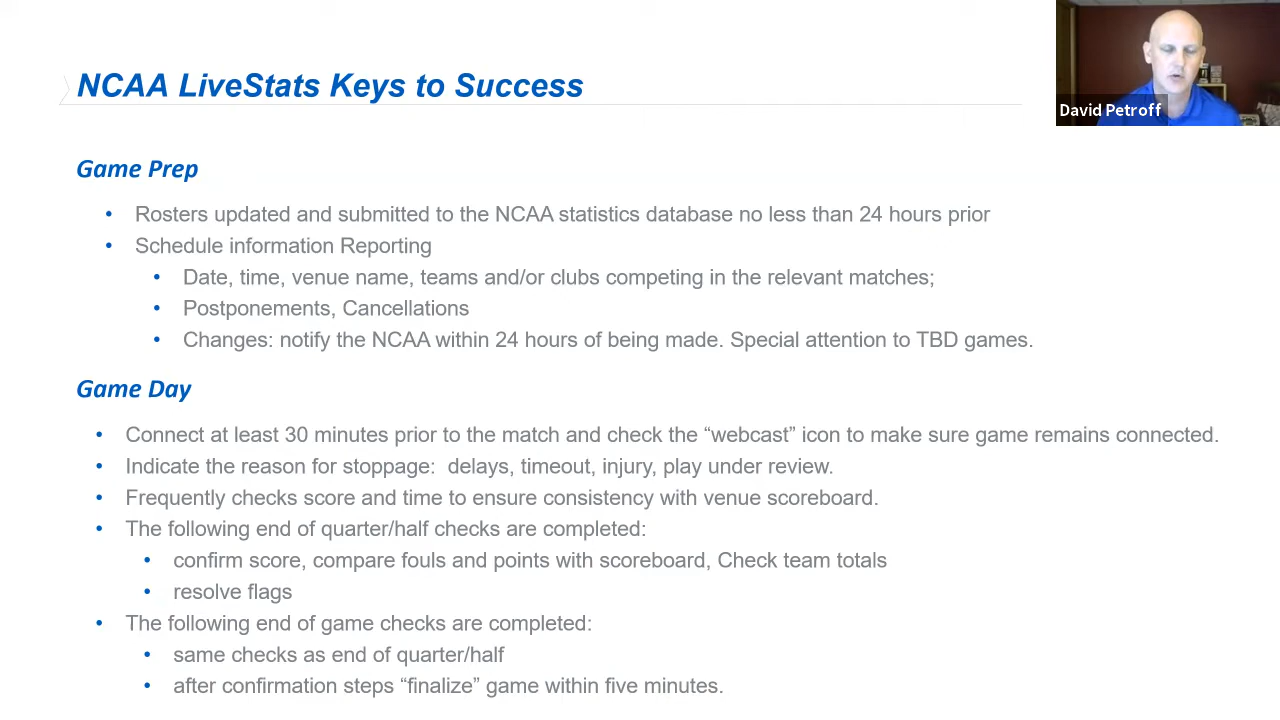 NCAA LiveStats Keys to Success
David Petroff
Game Prep
• Rosters updated and submitted to the NCAA statistics database no less than 24 hours prior
• Schedule information Reporting
• Date, time, venue name, teams and/or clubs competing in the relevant matches;
• Postponements, Cancellations
• Changes: notify the NCAA within 24 hours of being made. Special attention to TBD games.
Game Day
• Connect at least 30 minutes prior to the match and check the “webcast” icon to make sure game remains connected.
• Indicate the reason for stoppage:  delays, timeout, injury, play under review.
• Frequently checks score and time to ensure consistency with venue scoreboard.
• The following end of quarter/half checks are completed:
• confirm score, compare fouls and points with scoreboard, Check team totals
• resolve flags
• The following end of game checks are completed:
• same checks as end of quarter/half
• after confirmation steps “finalize” game within five minutes.